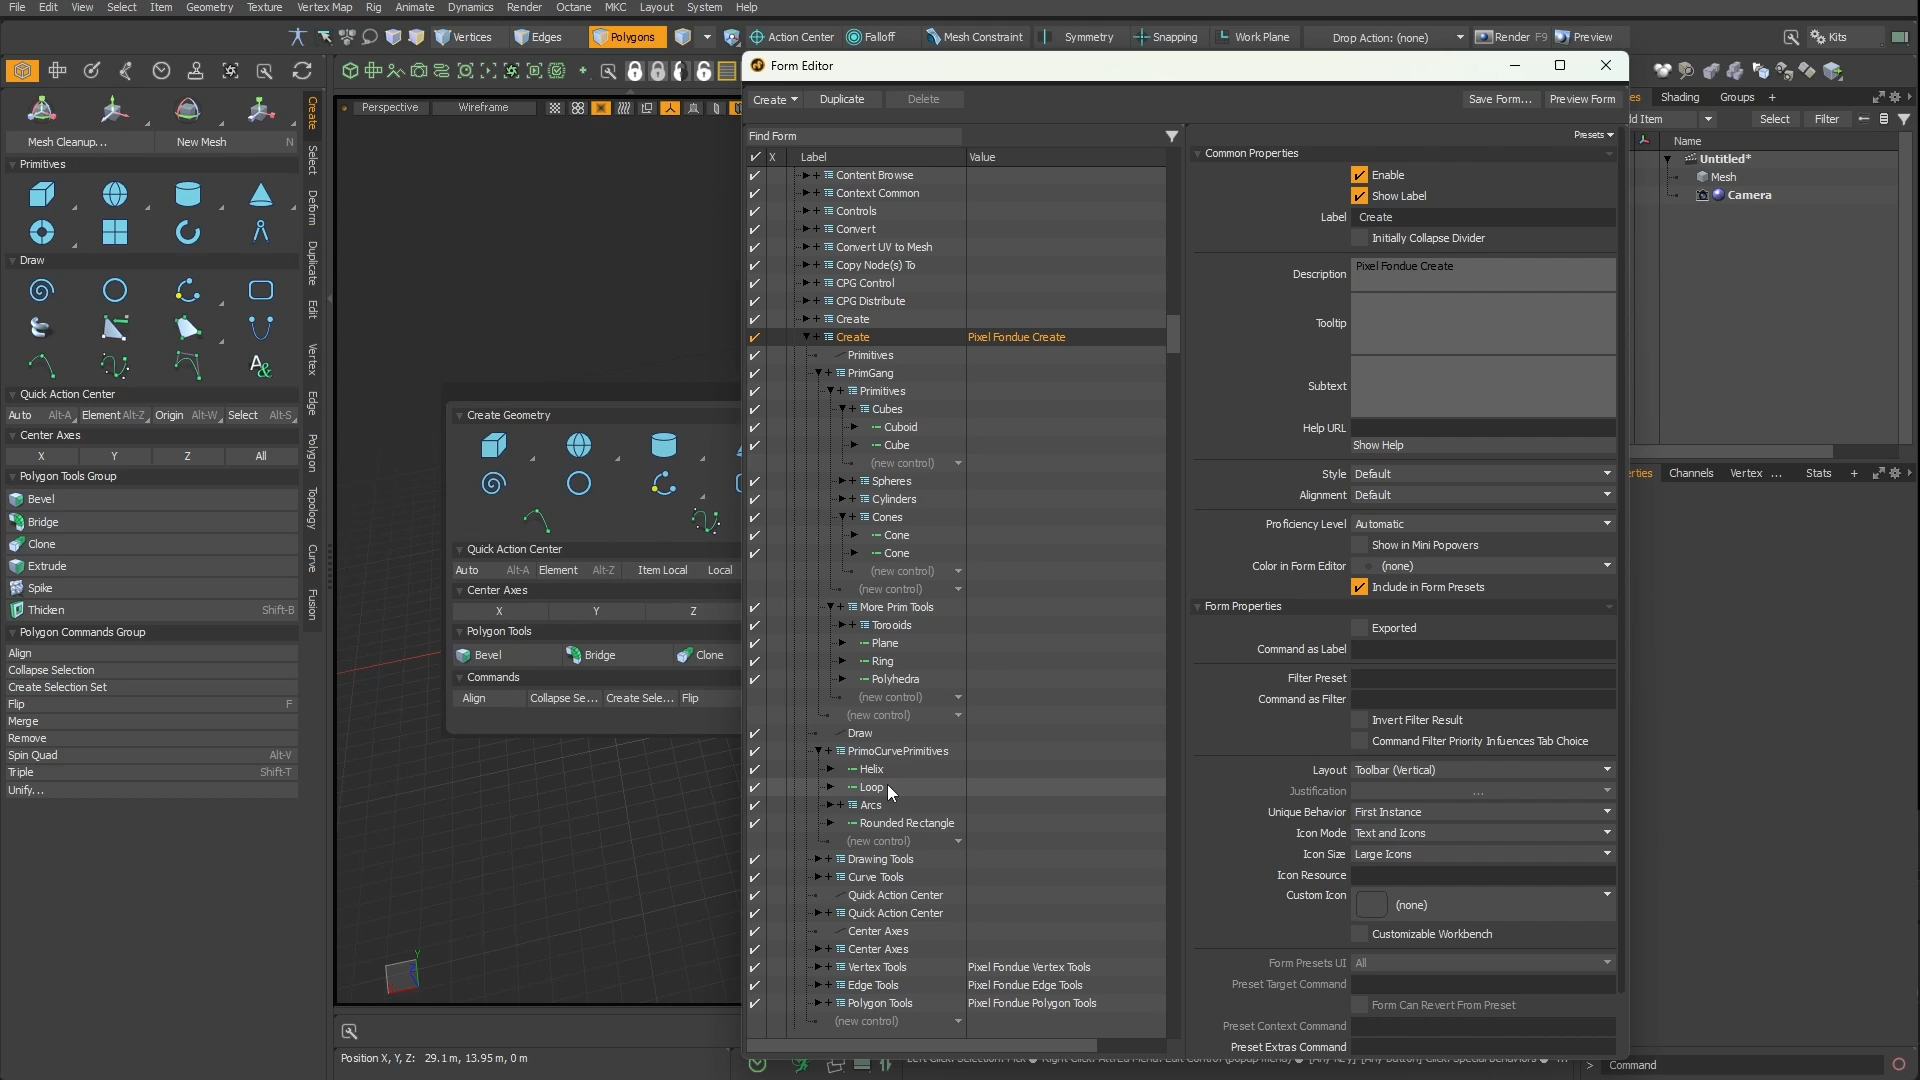 File Edit View Select Item Geometry Texture Vertex Map Rig Animate Dynamics Render Octane MKC Layout System Help
Vertices Edges Polygons Action Center Falloff Mesh Constraint Symmetry Snapping Work Plane Drop Action: (none) Render F9 Preview Kits
Form Editor
Create Duplicate Delete Save Form... Preview Form
Find Form
Label Value
Content Browse
Context Common
Controls
Convert
Convert UV to Mesh
Copy Node(s) To
CPG Control
CPG Distribute
Create
Create Pixel Fondue Create
Primitives
PrimGang
Primitives
Cubes
Cuboid
Cube
(new control)
Spheres
Cylinders
Cones
Cone
Cone
(new control)
(new control)
More Prim Tools
Torooids
Plane
Ring
Polyhedra
(new control)
(new control)
Draw
PrimoCurvePrimitives
Helix
Loop
Arcs
Rounded Rectangle
(new control)
Drawing Tools
Curve Tools
Quick Action Center
Quick Action Center
Center Axes
Center Axes
Vertex Tools Pixel Fondue Vertex Tools
Edge Tools Pixel Fondue Edge Tools
Polygon Tools Pixel Fondue Polygon Tools
(new control)
Presets
Common Properties
Enable
Show Label
Label Create
Initially Collapse Divider
Description Pixel Fondue Create
Tooltip
Subtext
Help URL
Show Help
Style Default
Alignment Default
Proficiency Level Automatic
Show in Mini Popovers
Color in Form Editor (none)
Include in Form Presets
Form Properties
Exported
Command as Label
Filter Preset
Command as Filter
Invert Filter Result
Command Filter Priority Infuences Tab Choice
Layout Toolbar (Vertical)
Justification ...
Unique Behavior First Instance
Icon Mode Text and Icons
Icon Size Large Icons
Icon Resource
Custom Icon (none)
Customizable Workbench
Form Presets UI All
Preset Target Command
Form Can Revert From Preset
Preset Context Command
Preset Extras Command
Mesh Cleanup... New Mesh N
Primitives
Draw
Quick Action Center
Auto Alt-A Element Alt-Z Origin Alt-W Select Alt-S
Center Axes
X Y Z All
Polygon Tools Group
Bevel
Bridge
Clone
Extrude
Spike
Thicken Shift-B
Polygon Commands Group
Align
Collapse Selection
Create Selection Set
Flip F
Merge
Remove
Spin Quad Alt-V
Triple Shift-T
Unify...
Create
Select
Deform
Duplicate
Edit
Vertex
Edge
Polygon
Topology
Curve
Fusion
Perspective Wireframe
Create Geometry
Quick Action Center
Auto Alt-A Element Alt-Z Item Local Local
Center Axes
X Y Z
Polygon Tools
Bevel Bridge Clone
Commands
Align Collapse Se... Create Sele... Flip
Position X, Y, Z: 29.1 m, 13.95 m, 0 m
Shading Groups +
Select Filter
Name
Untitled*
Mesh
Camera
Channels Vertex ... Stats +
> Command